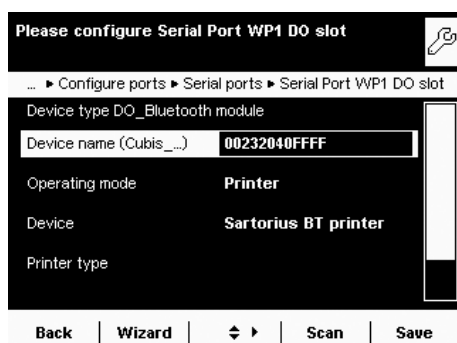 Please configure Serial Port WP1 DO slot
... ▸ Configure ports ▸ Serial ports ▸ Serial Port WP1 DO slot
Device type DO_Bluetooth module
Device name (Cubis_...) 00232040FFFF
Operating mode Printer
Device Sartorius BT printer
Printer type
Back Wizard Scan Save